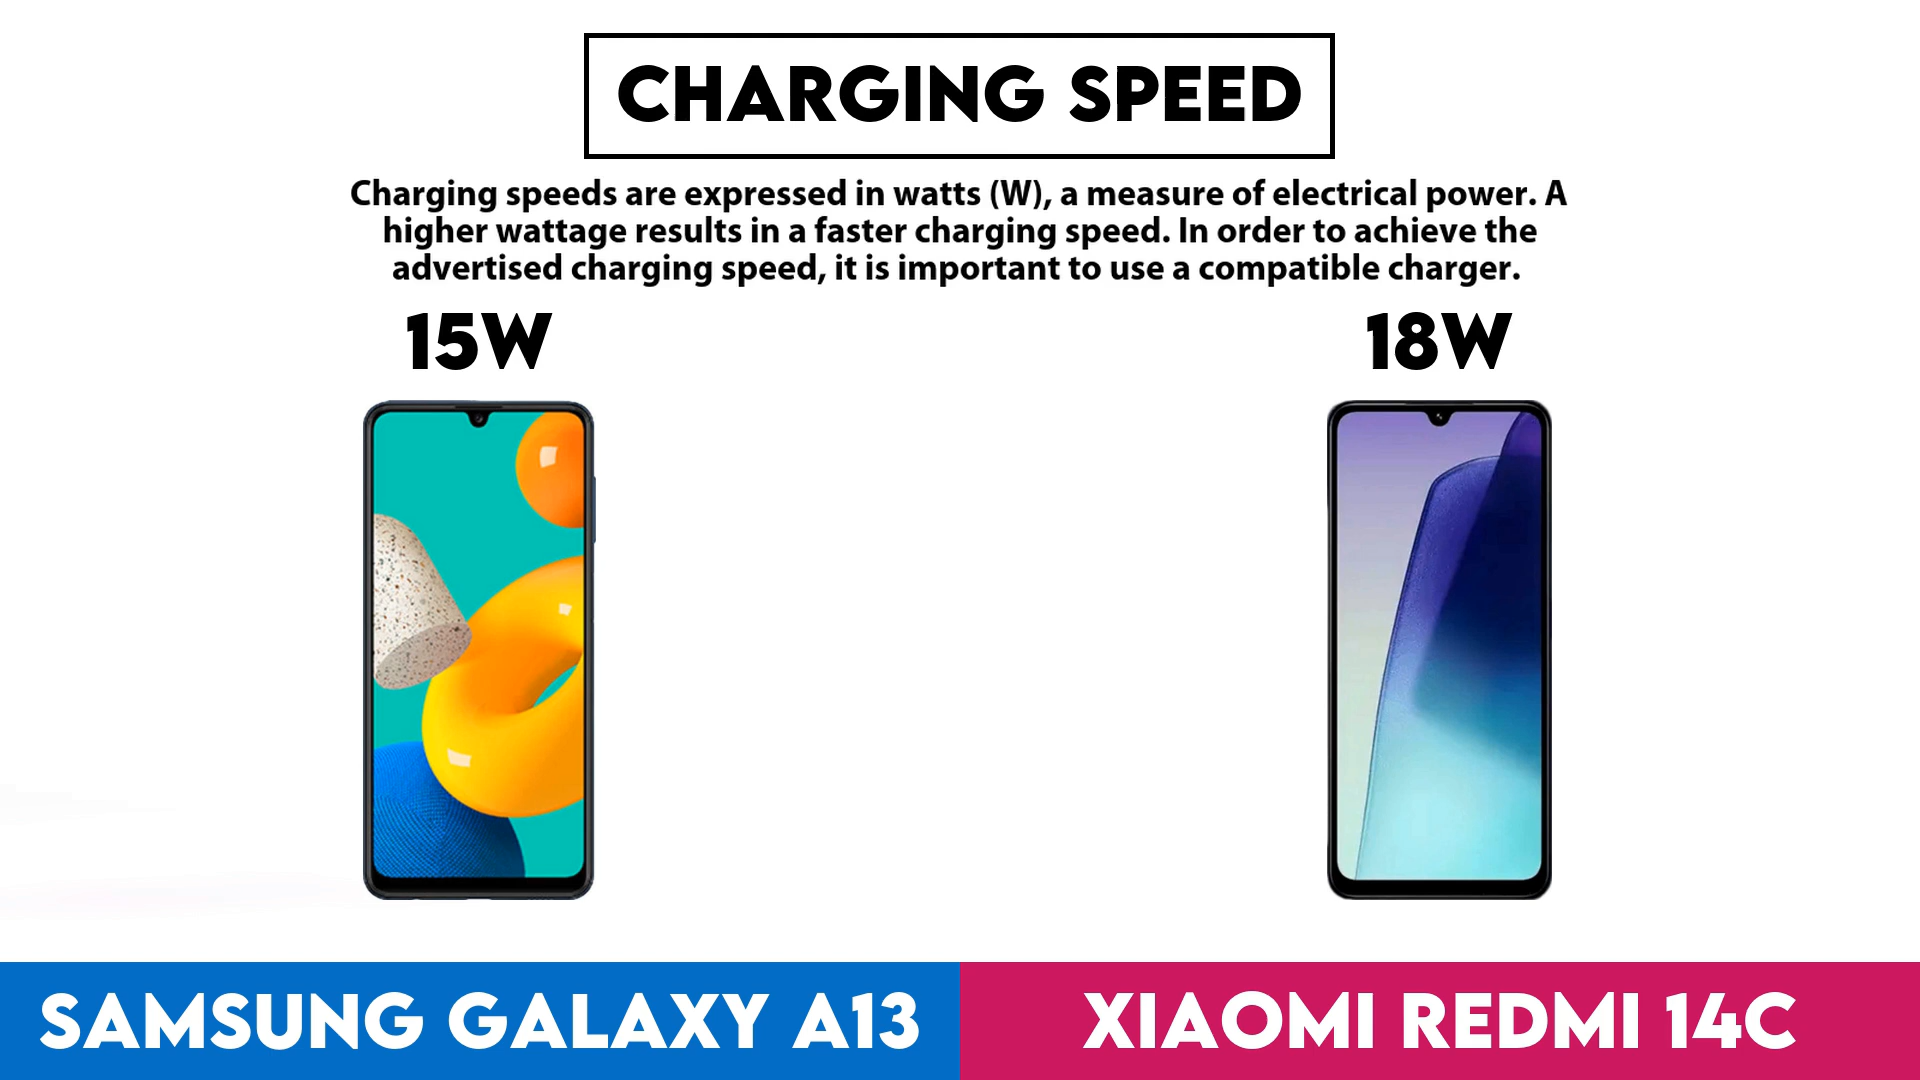 CHARGING SPEED
Charging speeds are expressed in watts (W), a measure of electrical power. A
higher wattage results in a faster charging speed. In order to achieve the
advertised charging speed, it is important to use a compatible charger.
15W
18W
SAMSUNG GALAXY A13
XIAOMI REDMI 14C